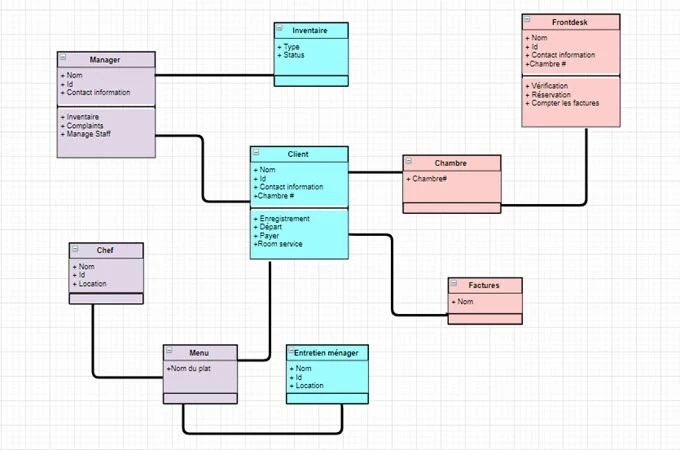 Inventaire
+ Type
+ Status
Frontdesk
+ Nom
+ Id
+ Contact information
+Chambre #
+ Vérification
+ Réservation
+ Compter les factures
Manager
+ Nom
+ Id
+ Contact information
+ Inventaire
+ Complaints
+ Manage Staff
Client
+ Nom
+ Id
+ Contact information
+Chambre #
+ Enregistrement
+ Départ
+ Payer
+Room service
Chambre
+ Chambre#
Chef
+ Nom
+ Id
+ Location
Factures
+ Nom
Menu
+Nom du plat
Entretien ménager
+ Nom
+ Id
+ Location